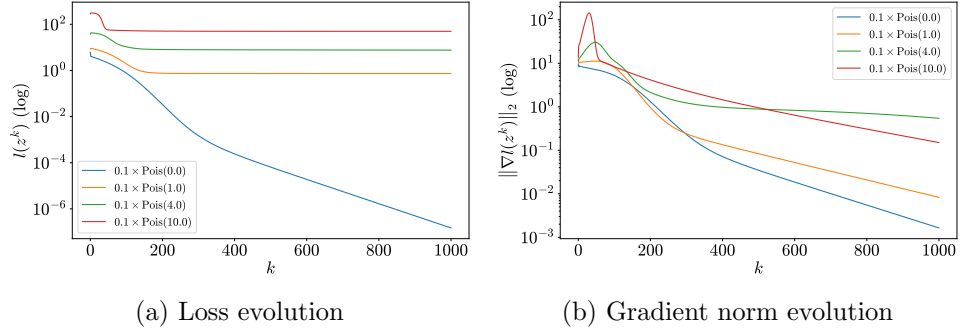 l(z^k) (log)
10^2
10^0
10^{-2}
10^{-4}
10^{-6}
0.1 × Pois(0.0)
0.1 × Pois(1.0)
0.1 × Pois(4.0)
0.1 × Pois(10.0)
0 200 400 600 800 1000
k
(a) Loss evolution
||∇l(z^k)||_2 (log)
10^2
10^1
10^0
10^{-1}
10^{-2}
10^{-3}
0.1 × Pois(0.0)
0.1 × Pois(1.0)
0.1 × Pois(4.0)
0.1 × Pois(10.0)
0 200 400 600 800 1000
k
(b) Gradient norm evolution